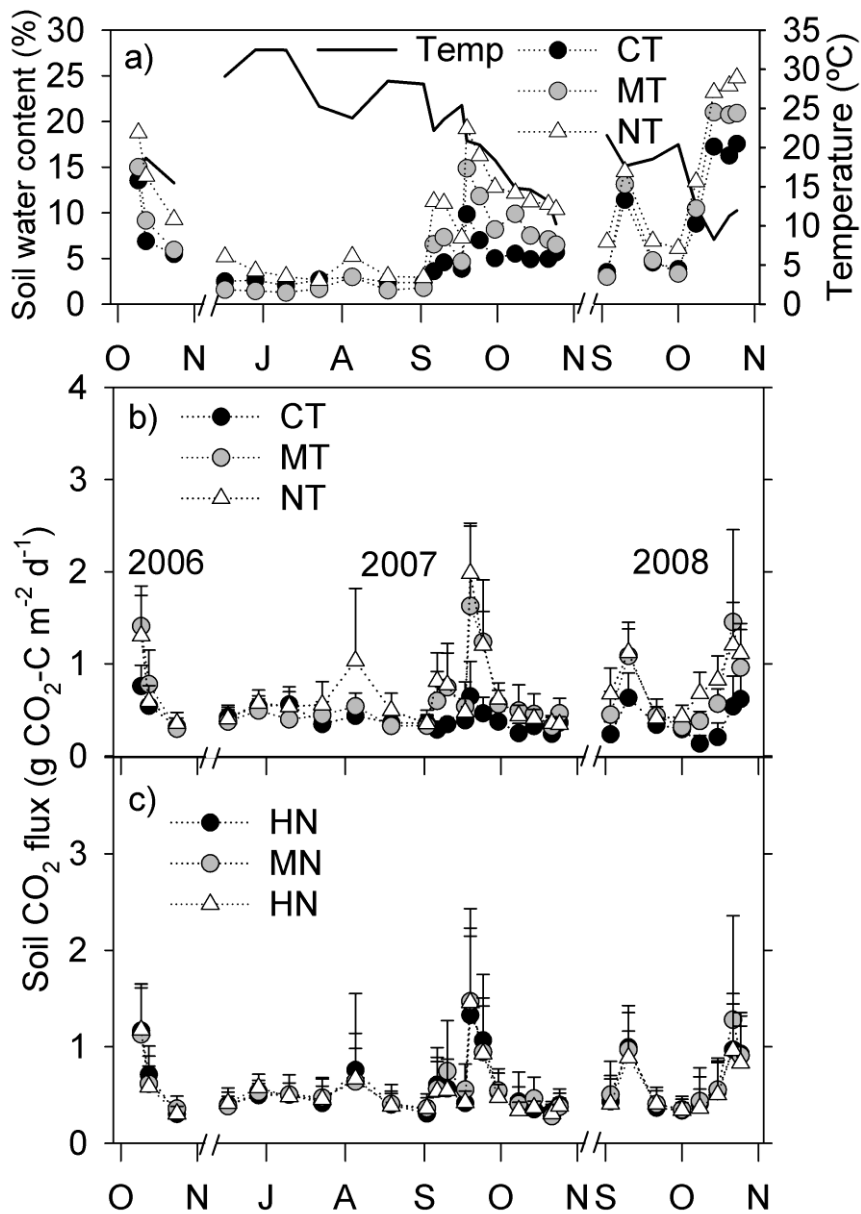 Soil water content (%)
30
25
20
15
10
5
0
a)
Temp
CT
MT
NT
35
30
25
20
15
10
5
0
Temperature (ºC)
O N J A S O N S O N
Soil CO₂ flux (g CO₂-C m⁻² d⁻¹)
4
3
2
1
0
b)
CT
MT
NT
2006 2007 2008
3
2
1
0
c)
HN
MN
HN
O N J A S O N S O N